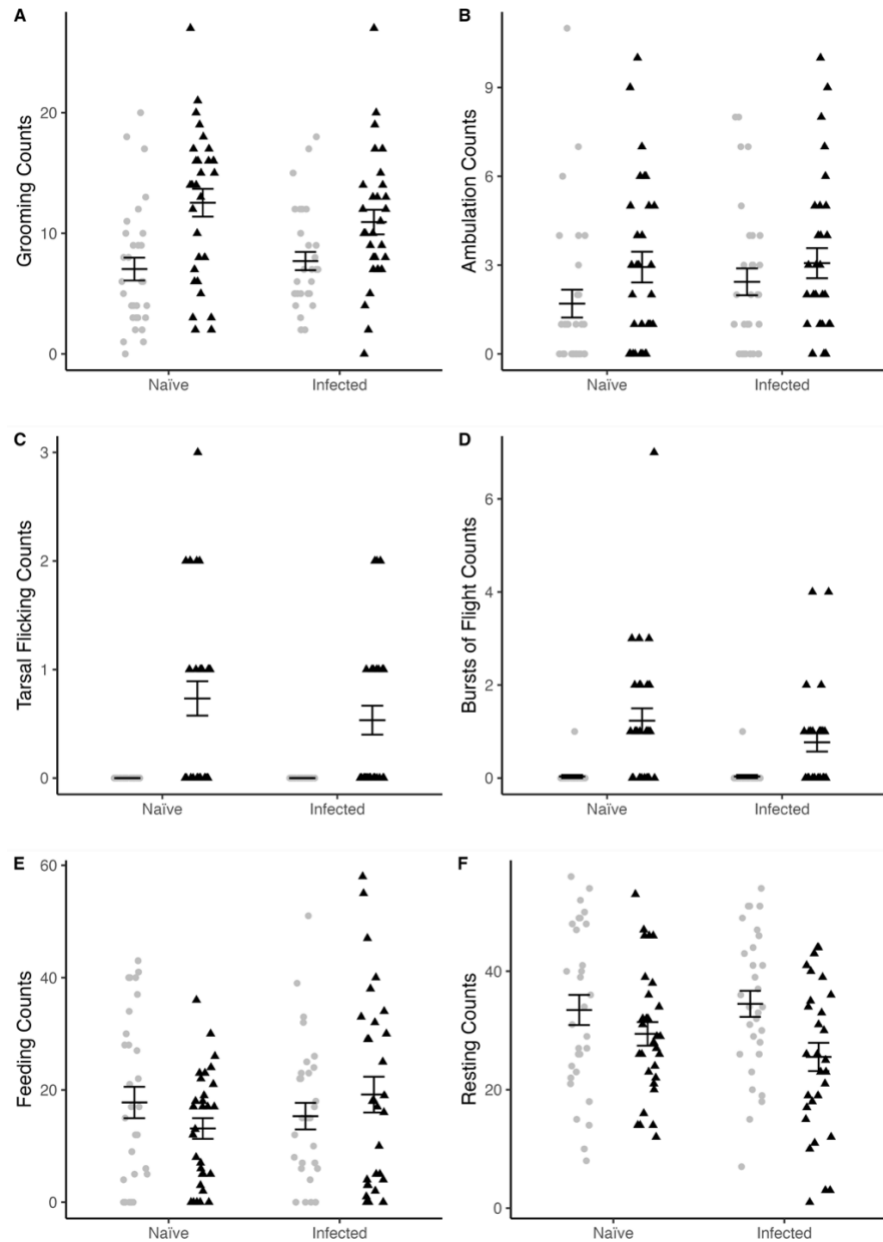 A
Grooming Counts
20
10
0
Naïve
Infected
B
Ambulation Counts
9
6
3
0
Naïve
Infected
C
Tarsal Flicking Counts
3
2
1
0
Naïve
Infected
D
Bursts of Flight Counts
6
4
2
0
Naïve
Infected
E
Feeding Counts
60
40
20
0
Naïve
Infected
F
Resting Counts
40
20
0
Naïve
Infected